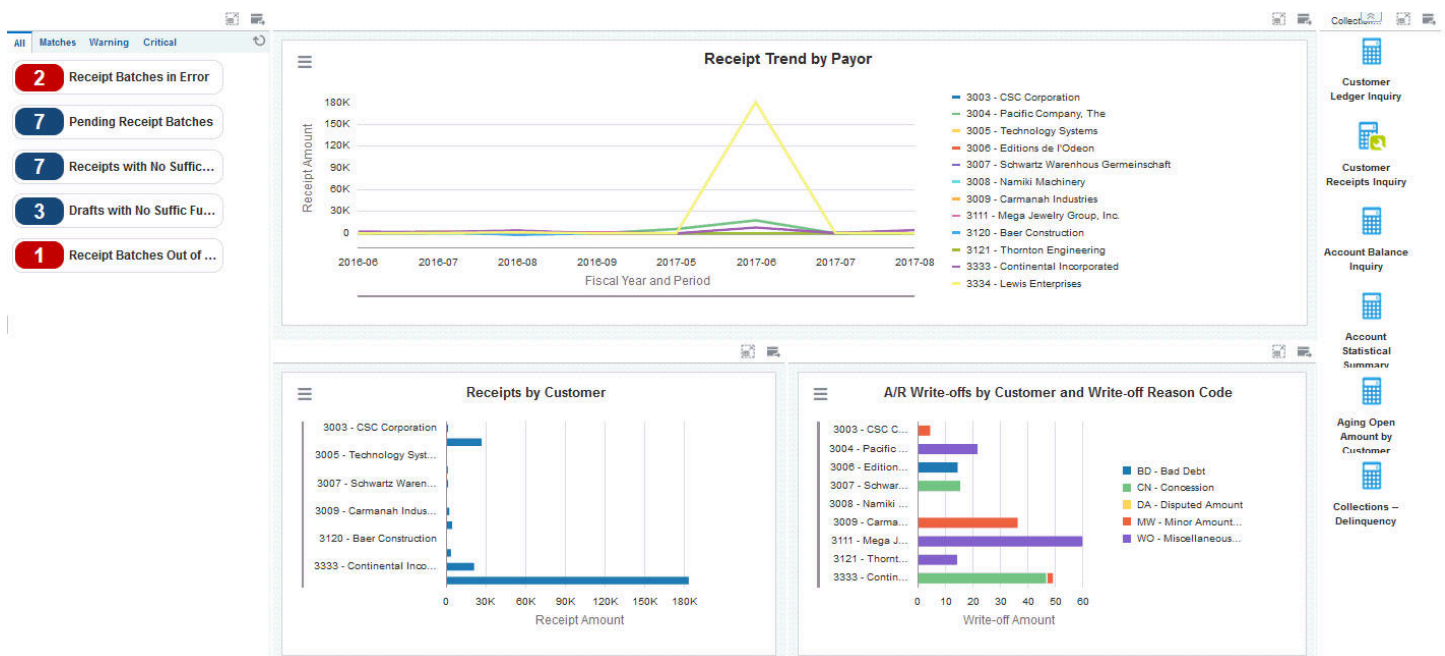 All Matches Warning Critical
2 Receipt Batches in Error
7 Pending Receipt Batches
7 Receipts with No Suffic...
3 Drafts with No Suffic Fu...
1 Receipt Batches Out of ...
Receipt Trend by Payor
180K
150K
120K
90K
60K
30K
0
Receipt Amount
2016-06 2016-07 2016-08 2016-09 2017-05 2017-06 2017-07 2017-08
Fiscal Year and Period
3003 - CSC Corporation
3004 - Pacific Company, The
3005 - Technology Systems
3006 - Editions de l'Odeon
3007 - Schwartz Warenhous Germeinschaft
3008 - Namiki Machinery
3009 - Carmanah Industries
3111 - Mega Jewelry Group, Inc.
3120 - Baer Construction
3121 - Thornton Engineering
3333 - Continental Incorporated
3334 - Lewis Enterprises
Receipts by Customer
3003 - CSC Corporation
3005 - Technology Syst...
3007 - Schwartz Waren...
3009 - Carmanah Indus...
3120 - Baer Construction
3333 - Continental Inco...
0 30K 60K 90K 120K 150K 180K
Receipt Amount
A/R Write-offs by Customer and Write-off Reason Code
3003 - CSC C...
3004 - Pacific ...
3006 - Edition...
3007 - Schwar...
3008 - Namiki ...
3009 - Carma...
3111 - Mega J...
3121 - Thornt...
3333 - Contin...
0 10 20 30 40 50 60
Write-off Amount
BD - Bad Debt
CN - Concession
DA - Disputed Amount
MW - Minor Amount...
WO - Miscellaneous...
Customer
Ledger Inquiry
Customer
Receipts Inquiry
Account Balance
Inquiry
Account
Statistical
Summary
Aging Open
Amount by
Customer
Collections --
Delinquency